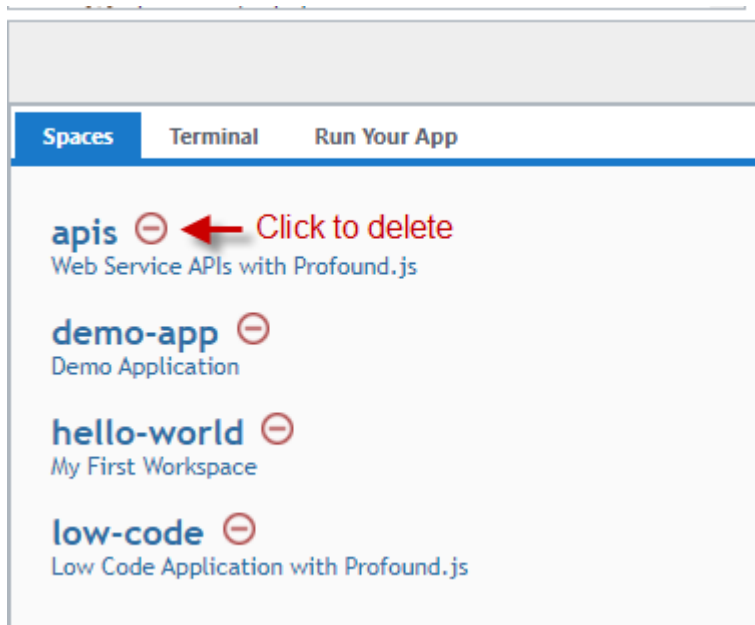 Spaces Terminal Run Your App
apis Click to delete
Web Service APIs with Profound.js
demo-app
Demo Application
hello-world
My First Workspace
low-code
Low Code Application with Profound.js